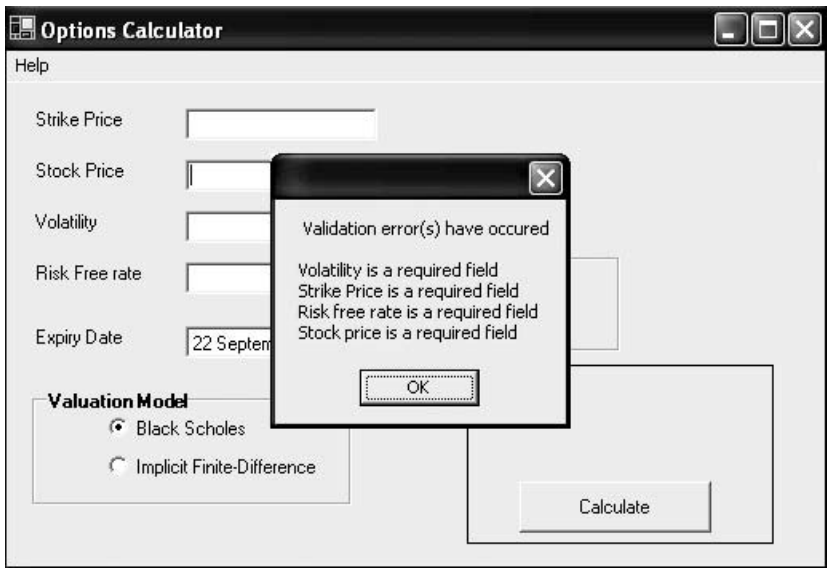 Options Calculator
Help
Strike Price
Stock Price
Volatility
Risk Free rate
Expiry Date
22 Septem
Validation error(s) have occured
Volatility is a required field
Strike Price is a required field
Risk free rate is a required field
Stock price is a required field
OK
Valuation Model
Black Scholes
Implicit Finite-Difference
Calculate